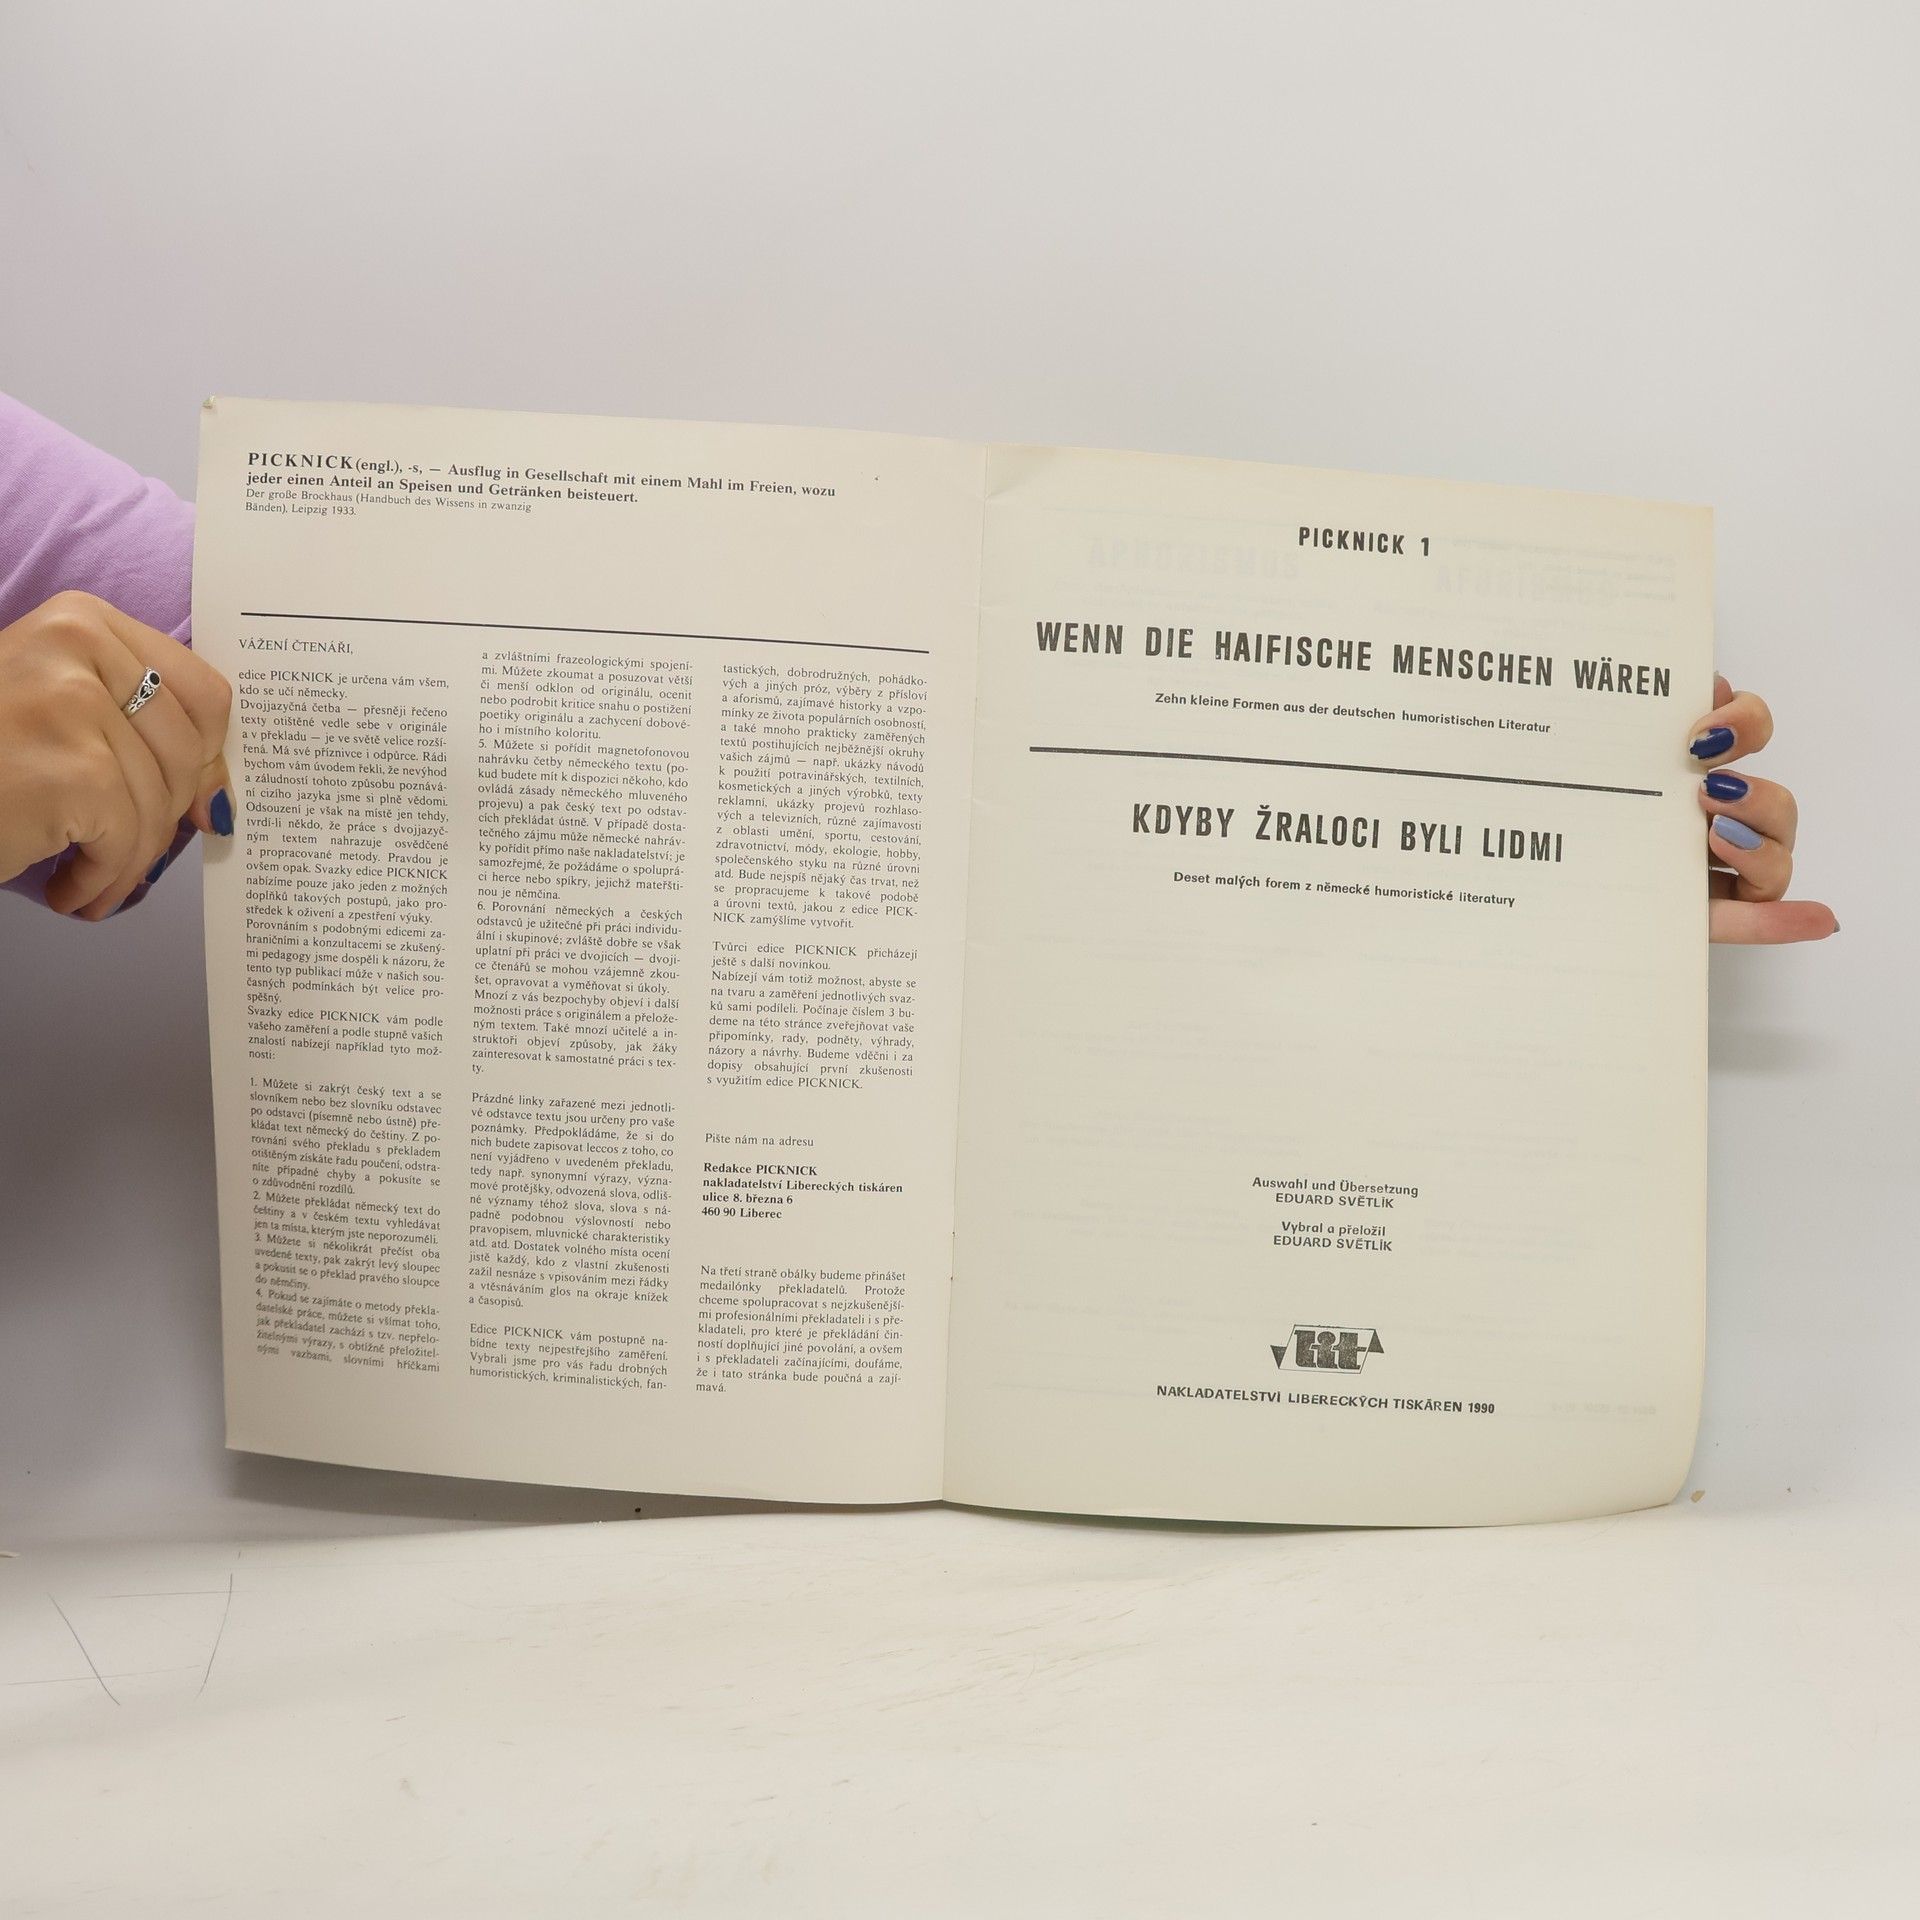 PICKNICK (engl.), -s, — Ausflug in Gesellschaft mit einem Mahl im Freien, wozu
jeder einen Anteil an Speisen und Getränken beisteuert.
Der große Brockhaus (Handbuch des Wissens in zwanzig
Bänden), Leipzig 1933.
VÁŽENÍ ČTENÁŘI,
edice PICKNICK je určena vám všem,
kdo se učí německy.
Dvojjazyčná četba — přesněji řečeno
texty otištěné vedle sebe v originále
a v překladu — je ve světě velice rozší-
řená. Má své příznivce i odpůrce. Rádi
bychom vám úvodem řekli, že nevýhod
a záludností tohoto způsobu poznává-
ní cizího jazyka jsme si plně vědomi.
Odsouzení je však na místě jen tehdy,
tvrdí-li někdo, že práce s dvojjazyč-
ným textem nahrazuje osvědčené
a propracované metody. Pravdou je
ovšem opak. Svazky edice PICKNICK
nabízíme pouze jako jeden z možných
doplňků takových postupů, jako pro-
středek k oživení a zpestření výuky.
Porovnáním s podobnými edicemi za-
hraničními a konzultacemi se zkušený-
mi pedagogy jsme dospěli k názoru, že
tento typ publikací může v našich sou-
časných podmínkách být velice pro-
spěšný.
Svazky edice PICKNICK vám podle
vašeho zaměření a podle stupně vašich
znalostí nabízejí například tyto mož-
nosti:
1. Můžete si zakrýt český text a se
slovníkem nebo bez slovníku odstavec
po odstavci (písemně nebo ústně) pře-
kládat text německý do češtiny. Z po-
rovnání svého překladu s překladem
otištěným získáte řadu poučení, odstra-
níte případné chyby a pokusíte se
o zdůvodnění rozdílů.
2. Můžete překládat německý text do
češtiny a v českém textu vyhledávat
jen ta místa, kterým jste neporozuměli.
3. Můžete si několikrát přečíst oba
uvedené texty, pak zakrýt levý sloupec
a pokusit se o překlad pravého sloupce
do němčiny.
4. Pokud se zajímáte o metody překla-
datelské práce, můžete si všímat toho,
jak překladatel zachází s tzv. nepřelo-
žitelnými výrazy, s obtížně přeložitel-
nými vazbami, slovními hříčkami
a zvláštními frazeologickými spojení-
mi. Můžete zkoumat a posuzovat větší
či menší odklon od originálu, ocenit
nebo podrobit kritice snahu o postižení
poetiky originálu a zachycení dobové-
ho i místního koloritu.
5. Můžete si pořídit magnetofonovou
nahrávku četby německého textu (po-
kud budete mít k dispozici někoho, kdo
ovládá zásady německého mluveného
projevu) a pak český text po odstav-
cích překládat ústně. V případě dosta-
tečného zájmu může německé nahráv-
ky pořídit přímo naše nakladatelství; je
samozřejmé, že požádáme o spoluprá-
ci herce nebo spíkry, jejichž mateřšti-
nou je němčina.
6. Porovnání německých a českých
odstavců je užitečné při práci individu-
ální i skupinové; zvláště dobře se však
uplatní při práci ve dvojicích — dvoji-
ce čtenářů se mohou vzájemně zkou-
šet, opravovat a vyměňovat si úkoly.
Mnozí z vás bezpochyby objeví i další
možnosti práce s originálem a přelože-
ným textem. Také mnozí učitelé a in-
struktoři objeví způsoby, jak žáky
zainteresovat k samostatné práci s tex-
ty.
Prázdné linky zařazené mezi jednotli-
vé odstavce textu jsou určeny pro vaše
poznámky. Předpokládáme, že si do
nich budete zapisovat leccos z toho, co
není vyjádřeno v uvedeném překladu,
tedy např. synonymní výrazy, význa-
mové protějšky, odvozená slova, odliš-
né významy téhož slova, slova s ná-
padně podobnou výslovností nebo
pravopisem, mluvnické charakteristiky
atd. atd. Dostatek volného místa ocení
jistě každý, kdo z vlastní zkušenosti
zažil nesnáze s vpisováním mezi řádky
a vtěsnáváním glos na okraje knížek
a časopisů.
Edice PICKNICK vám postupně na-
bídne texty nejpestřejšího zaměření.
Vybrali jsme pro vás řadu drobných
humoristických, kriminalistických, fan-
tastických, dobrodružných, pohádko-
vých a jiných próz, výběry z přísloví
a aforismů, zajímavé historky a vzpo-
mínky ze života populárních osobností,
a také mnoho prakticky zaměřených
textů postihujících nejběžnější okruhy
vašich zájmů — např. ukázky návodů
k použití potravinářských, textilních,
kosmetických a jiných výrobků, texty
reklamní, ukázky projevů rozhlaso-
vých a televizních, různé zajímavosti
z oblasti umění, sportu, cestování,
zdravotnictví, módy, ekologie, hobby,
společenského styku na různé úrovni
atd. Bude nejspíš nějaký čas trvat, než
se propracujeme k takové podobě
a úrovni textů, jakou z edice PICK-
NICK zamýšlíme vytvořit.
Tvůrci edice PICKNICK přicházejí
ještě s další novinkou.
Nabízejí vám totiž možnost, abyste se
na tvaru a zaměření jednotlivých svaz-
ků sami podíleli. Počínaje číslem 3 bu-
deme na této stránce zveřejňovat vaše
připomínky, rady, podněty, výhrady,
názory a návrhy. Budeme vděčni i za
dopisy obsahující první zkušenosti
s využitím edice PICKNICK.
Pište nám na adresu
Redakce PICKNICK
nakladatelství Libereckých tiskáren
ulice 8. března 6
460 90 Liberec
Na třetí straně obálky budeme přinášet
medailónky překladatelů. Protože
chceme spolupracovat s nejzkušenější-
mi profesionálními překladateli i s pře-
kladateli, pro které je překládání čin-
ností doplňující jiné povolání, a ovšem
i s překladateli začínajícími, doufáme,
že i tato stránka bude poučná a zají-
mavá.
PICKNICK 1
WENN DIE HAIFISCHE MENSCHEN WÄREN
Zehn kleine Formen aus der deutschen humoristischen Literatur
KDYBY ŽRALOCI BYLI LIDMI
Deset malých forem z německé humoristické literatury
Auswahl und Übersetzung
EDUARD SVĚTLÍK
Vybral a přeložil
EDUARD SVĚTLÍK
lit
NAKLADATELSTVÍ LIBERECKÝCH TISKÁREN 1990